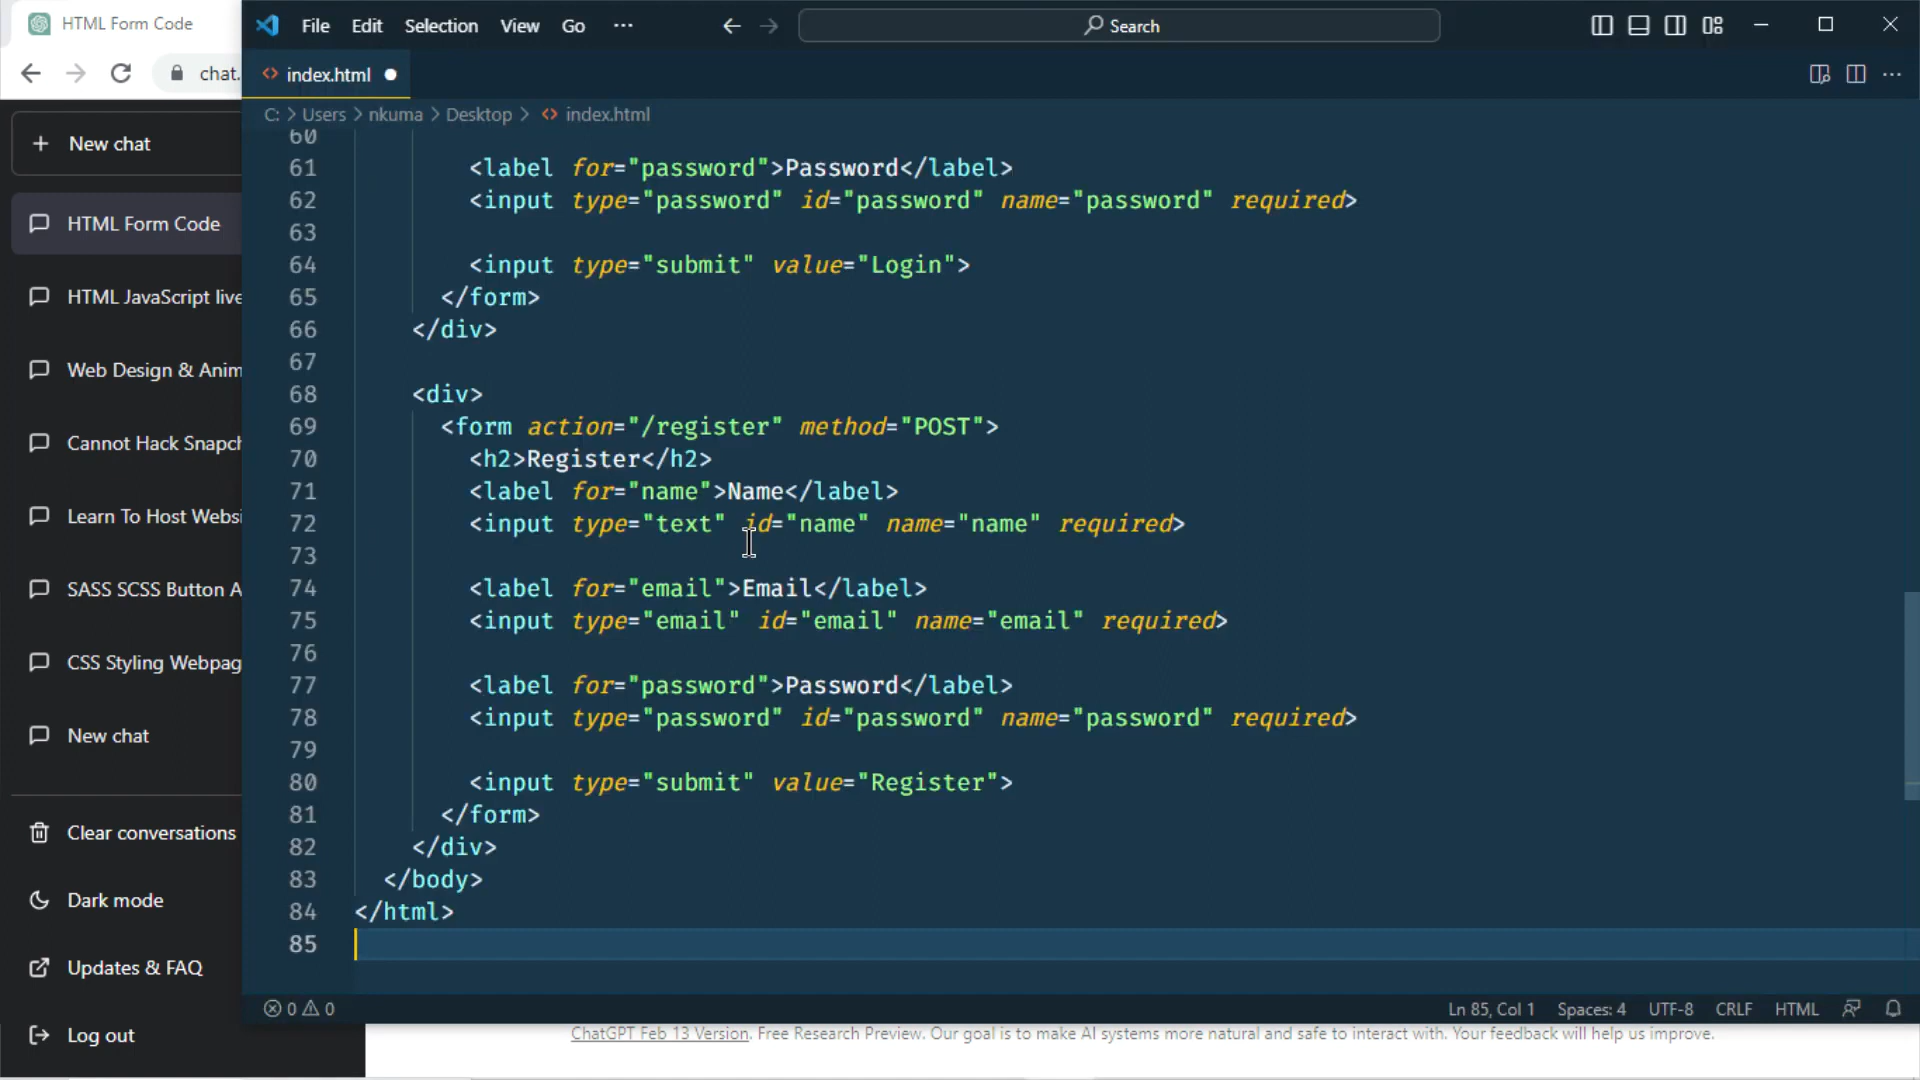 HTML Form Code
chat.
+ New chat
HTML Form Code
HTML JavaScript live
Web Design & Anim
Cannot Hack Snapch
Learn To Host Websi
SASS SCSS Button A
CSS Styling Webpag
New chat
Clear conversations
Dark mode
Updates & FAQ
Log out
File Edit Selection View Go ··· Search
index.html
C: > Users > nkuma > Desktop > index.html
60
61 <label for="password">Password</label>
62 <input type="password" id="password" name="password" required>
63
64 <input type="submit" value="Login">
65 </form>
66 </div>
67
68 <div>
69 <form action="/register" method="POST">
70 <h2>Register</h2>
71 <label for="name">Name</label>
72 <input type="text" id="name" name="name" required>
73
74 <label for="email">Email</label>
75 <input type="email" id="email" name="email" required>
76
77 <label for="password">Password</label>
78 <input type="password" id="password" name="password" required>
79
80 <input type="submit" value="Register">
81 </form>
82 </div>
83 </body>
84 </html>
85
0 0 Ln 85, Col 1 Spaces: 4 UTF-8 CRLF HTML
ChatGPT Feb 13 Version. Free Research Preview. Our goal is to make AI systems more natural and safe to interact with. Your feedback will help us improve.